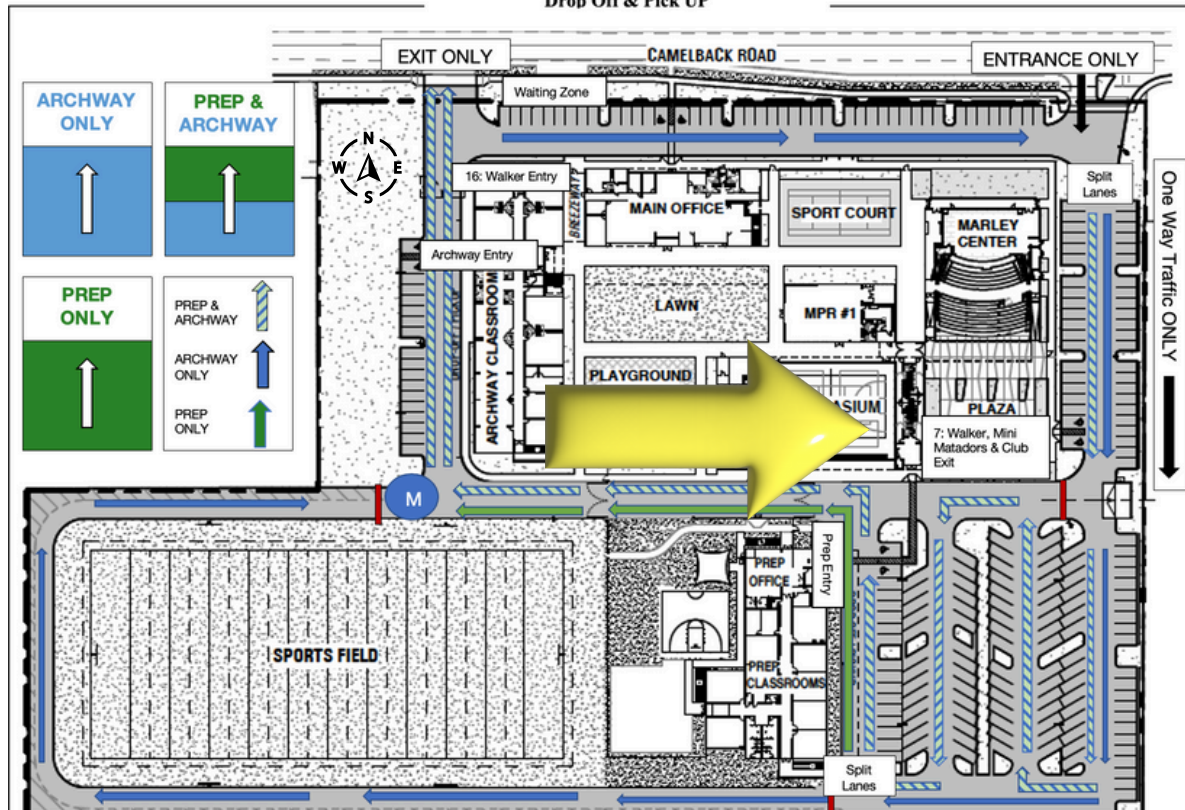 Drop Off & Pick UP
EXIT ONLY
CAMELBACK ROAD
ENTRANCE ONLY
ARCHWAY
ONLY
PREP &
ARCHWAY
Waiting Zone
N
W E
S
16: Walker Entry
BREEZEWAY
MAIN OFFICE
SPORT COURT
MARLEY
CENTER
Split
Lanes
One Way Traffic ONLY
Archway Entry
PREP
ONLY
PREP &
ARCHWAY
ARCHWAY
ONLY
PREP
ONLY
ARCHWAY CLASSROOM
LAWN
MPR #1
PLAYGROUND
ASIUM
PLAZA
7: Walker, Mini
Matadors & Club
Exit
M
Prep Entry
PREP
OFFICE
SPORTS FIELD
PREP
CLASSROOMS
Split
Lanes